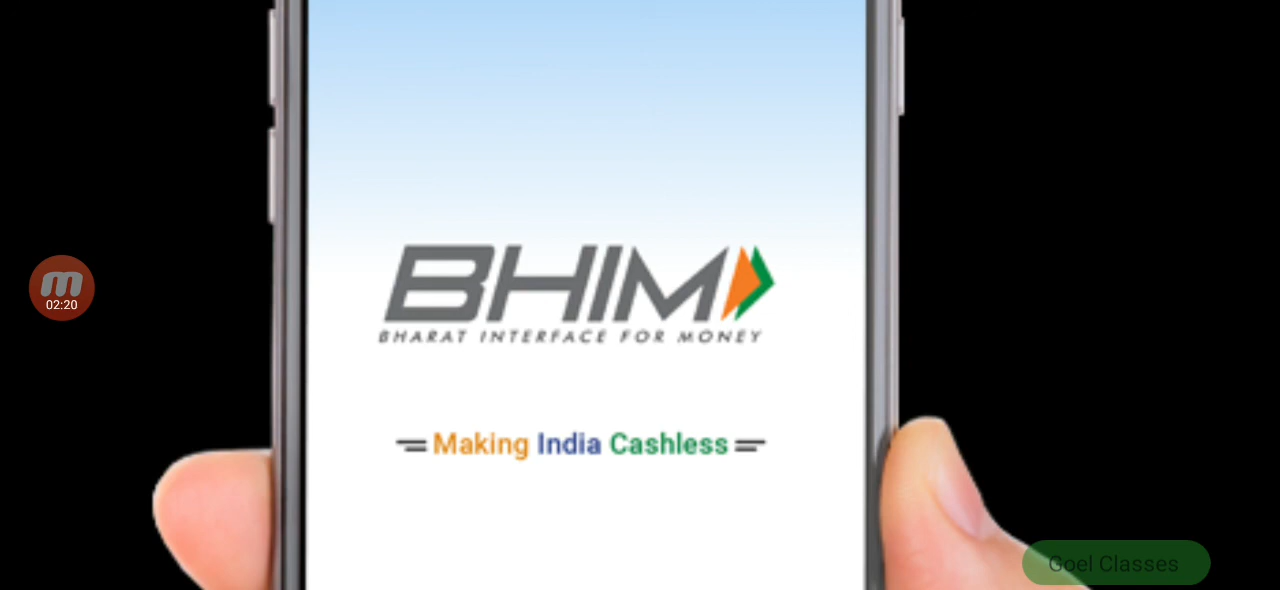 BHIM
BHARAT INTERFACE FOR MONEY
Making India Cashless
02:20
Goel Classes